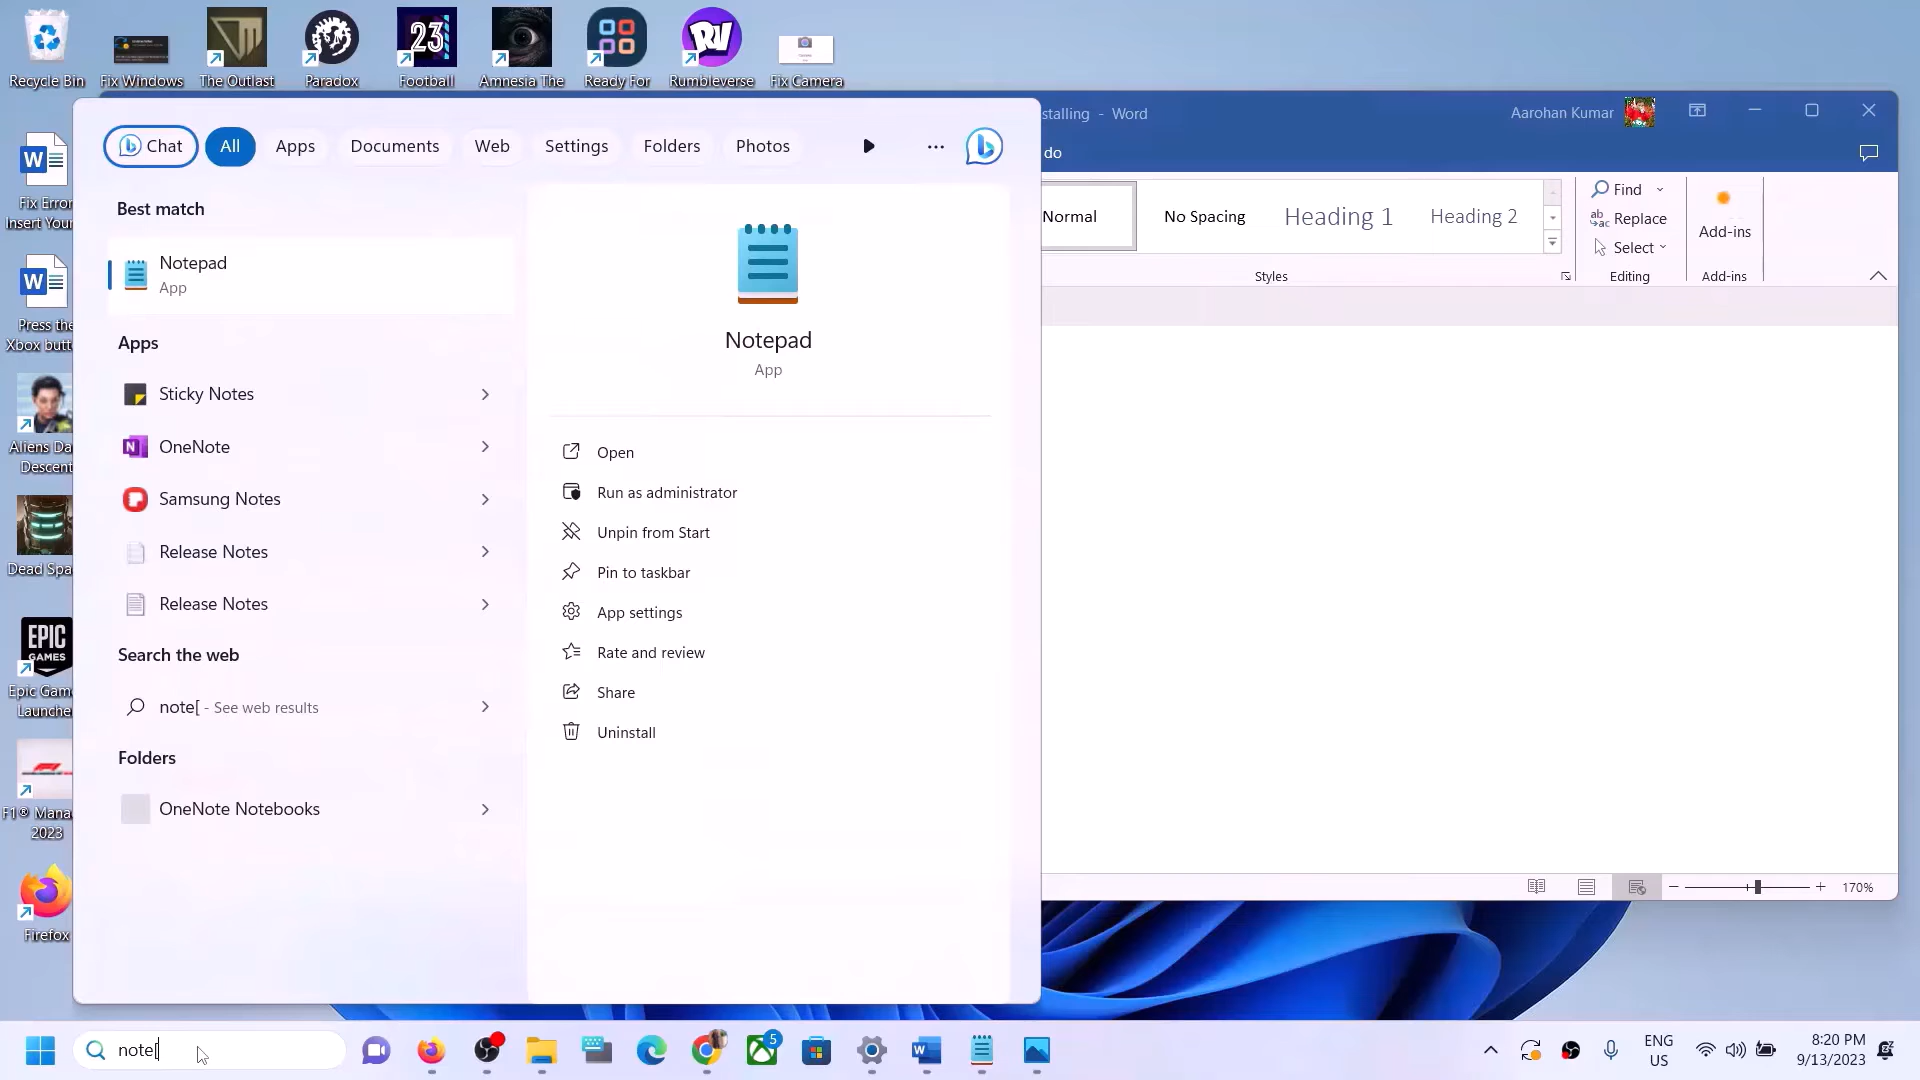 Recycle Bin
Fix Windows
The Outlast
Paradox
23
Football
Amnesia The
Ready For
RV
Rumbleverse
Fix Camera
Fix Error
Insert Your
Press the
Xbox butt
Aliens Da
Descent
Dead Spa
EPIC
GAMES
Epic Game
Launche
F1® Mana
2023
Firefox
stalling - Word
Aarohan Kumar
do
Normal
No Spacing
Heading 1
Heading 2
Styles
Find
Replace
Select
Editing
Add-ins
Add-ins
170%
Chat
All
Apps
Documents
Web
Settings
Folders
Photos
Best match
Notepad
App
Apps
Sticky Notes
OneNote
Samsung Notes
Release Notes
Release Notes
Search the web
note[ - See web results
Folders
OneNote Notebooks
Notepad
App
Open
Run as administrator
Unpin from Start
Pin to taskbar
App settings
Rate and review
Share
Uninstall
note[
5
ENG
US
8:20 PM
9/13/2023